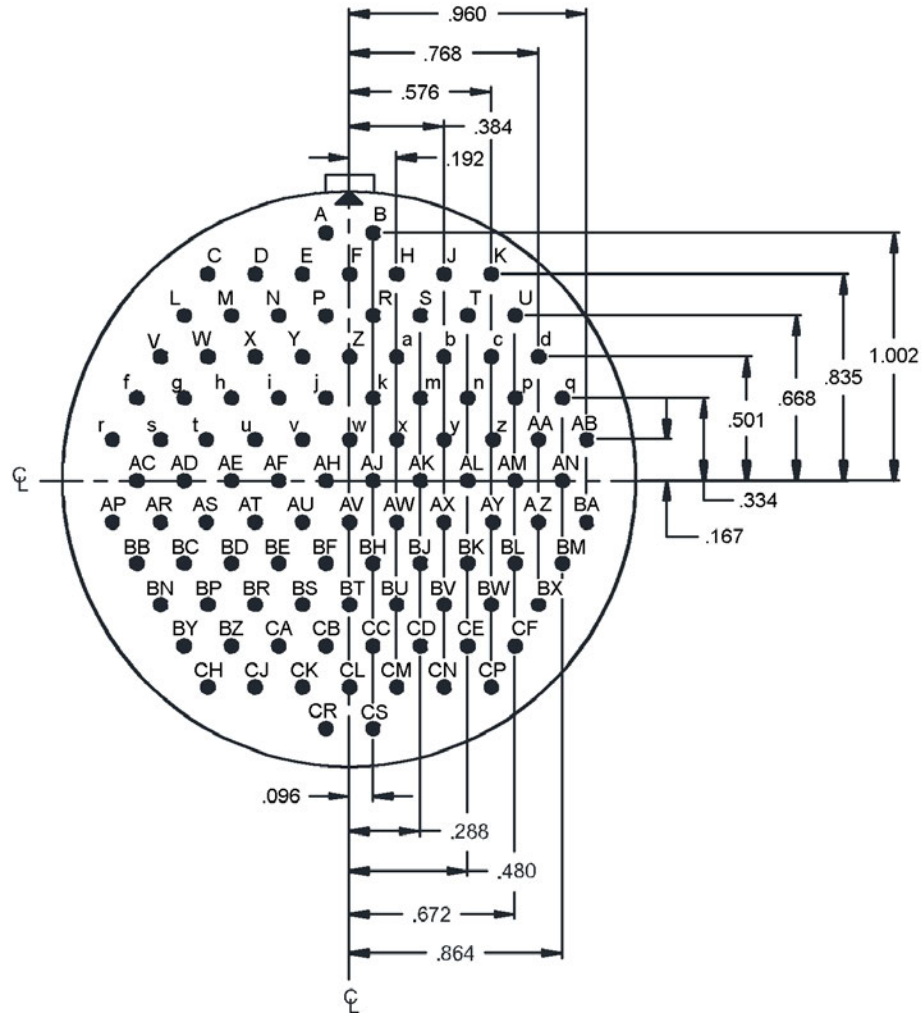 .960
.768
.576
.384
.192
A B
C D E F H J K
L M N P R S T U
V W X Y Z a b c d
1.002
.835
.668
.501
f g h i j k m n p q
r s t u v w x y z AA AB
AC AD AE AF AH AJ AK AL AM AN
CL
.334
.167
AP AR AS AT AU AV AW AX AY AZ BA
BB BC BD BE BF BH BJ BK BL BM
BN BP BR BS BT BU BV BW BX
BY BZ CA CB CC CD CE CF
CH CJ CK CL CM CN CP
CR CS
.096
.288
.480
.672
.864
CL